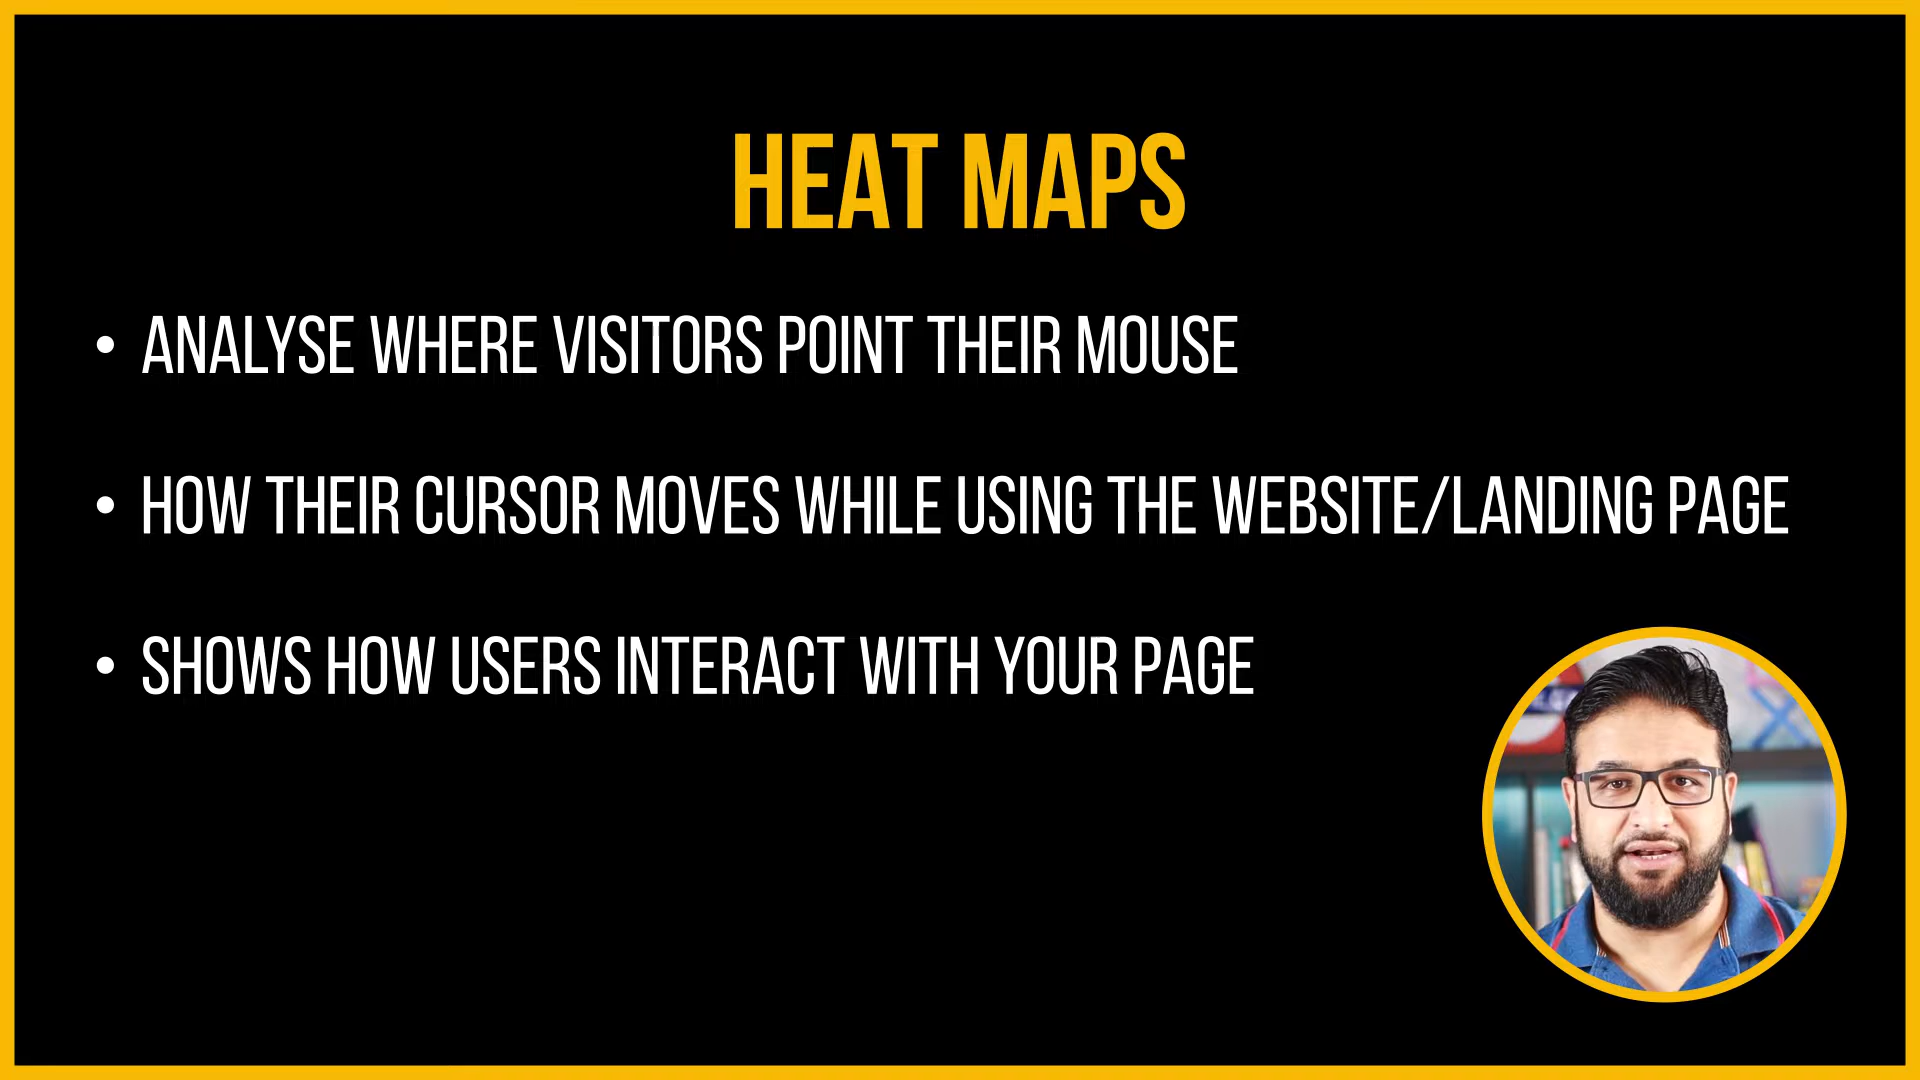 HEAT MAPS
• ANALYSE WHERE VISITORS POINT THEIR MOUSE
• HOW THEIR CURSOR MOVES WHILE USING THE WEBSITE/LANDING PAGE
• SHOWS HOW USERS INTERACT WITH YOUR PAGE